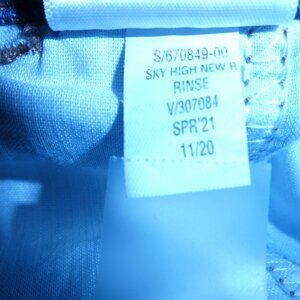 S/670849-00
SKY HIGH NEW R
RINSE
V/307084
SPR'21
11/20